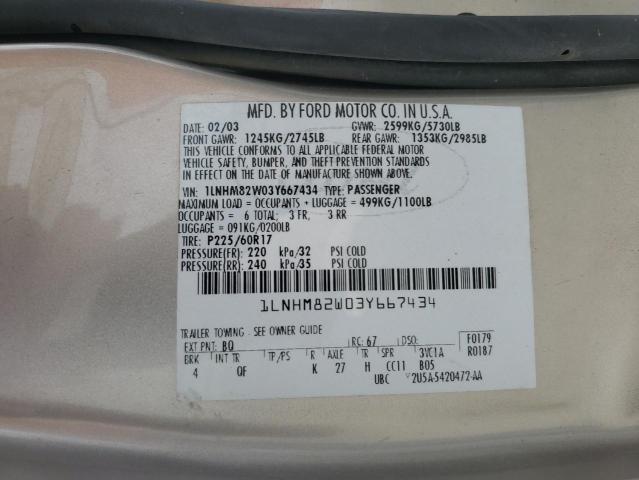 MFD. BY FORD MOTOR CO. IN U.S.A.
DATE: 02/03 GVWR: 2599KG/5730LB
FRONT GAWR: 1245KG/2745LB REAR GAWR: 1353KG/2985LB
THIS VEHICLE CONFORMS TO ALL APPLICABLE FEDERAL MOTOR
VEHICLE SAFETY, BUMPER, AND THEFT PREVENTION STANDARDS
IN EFFECT ON THE DATE OF MANUFACTURE SHOWN ABOVE.
VIN: 1LNHM82W03Y667434 TYPE: PASSENGER
MAXIMUM LOAD = OCCUPANTS + LUGGAGE = 499KG/1100LB
OCCUPANTS = 6 TOTAL; 3 FR, 3 RR
LUGGAGE = 091KG/0200LB
TIRE: P225/60R17
PRESSURE(FR): 220 kPa/32 PSI COLD
PRESSURE(RR): 240 kPa/35 PSI COLD
1LNHM82W03Y667434
TRAILER TOWING - SEE OWNER GUIDE
EXT PNT: BQ RC: 67 DSO: F0179
BRK INT TR TP/PS R AXLE TR SPR 3VC1A R0187
4 QF K 27 H CC11 B05
UBC 2U5A-5420472-AA